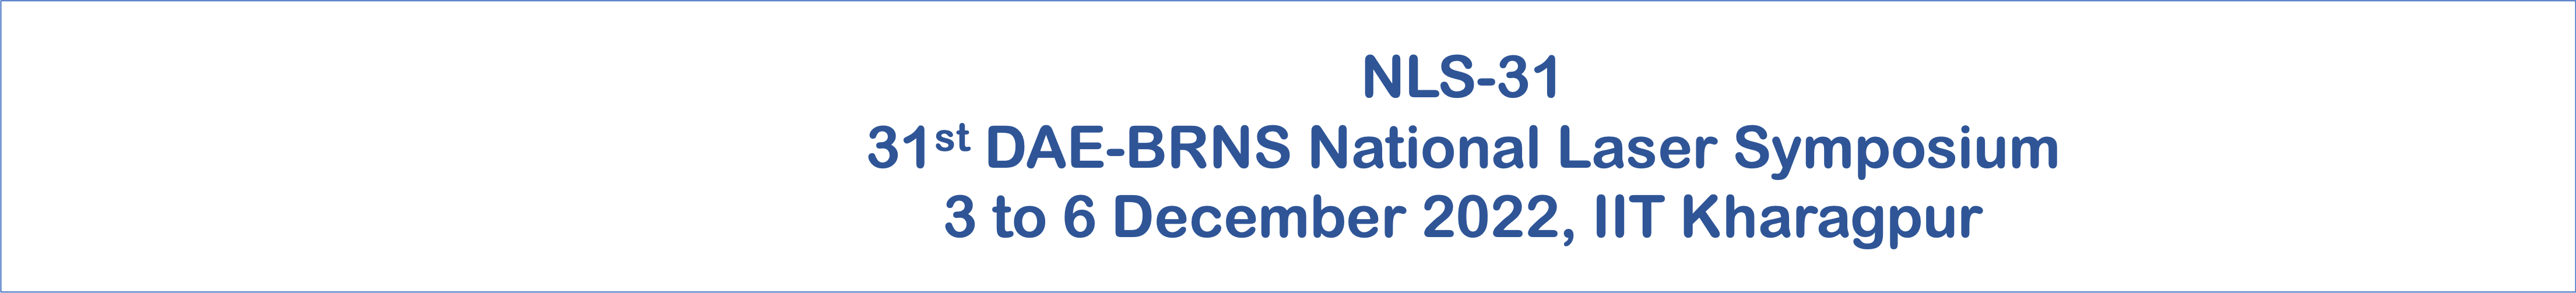 NLS-31
31st DAE-BRNS National Laser Symposium
3 to 6 December 2022, IIT Kharagpur